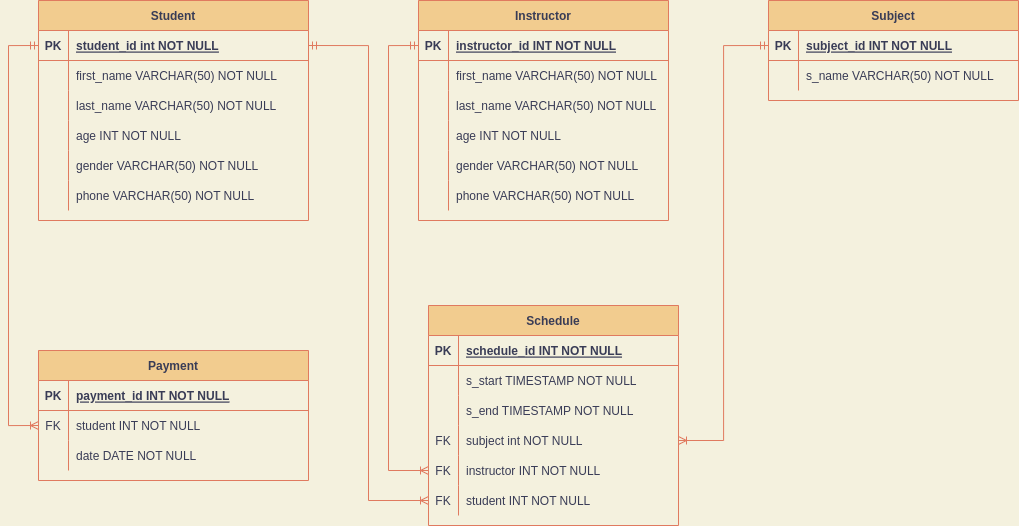 Student
PK student_id int NOT NULL
first_name VARCHAR(50) NOT NULL
last_name VARCHAR(50) NOT NULL
age INT NOT NULL
gender VARCHAR(50) NOT NULL
phone VARCHAR(50) NOT NULL
Instructor
PK instructor_id INT NOT NULL
first_name VARCHAR(50) NOT NULL
last_name VARCHAR(50) NOT NULL
age INT NOT NULL
gender VARCHAR(50) NOT NULL
phone VARCHAR(50) NOT NULL
Subject
PK subject_id INT NOT NULL
s_name VARCHAR(50) NOT NULL
Payment
PK payment_id INT NOT NULL
FK student INT NOT NULL
date DATE NOT NULL
Schedule
PK schedule_id INT NOT NULL
s_start TIMESTAMP NOT NULL
s_end TIMESTAMP NOT NULL
FK subject int NOT NULL
FK instructor INT NOT NULL
FK student INT NOT NULL